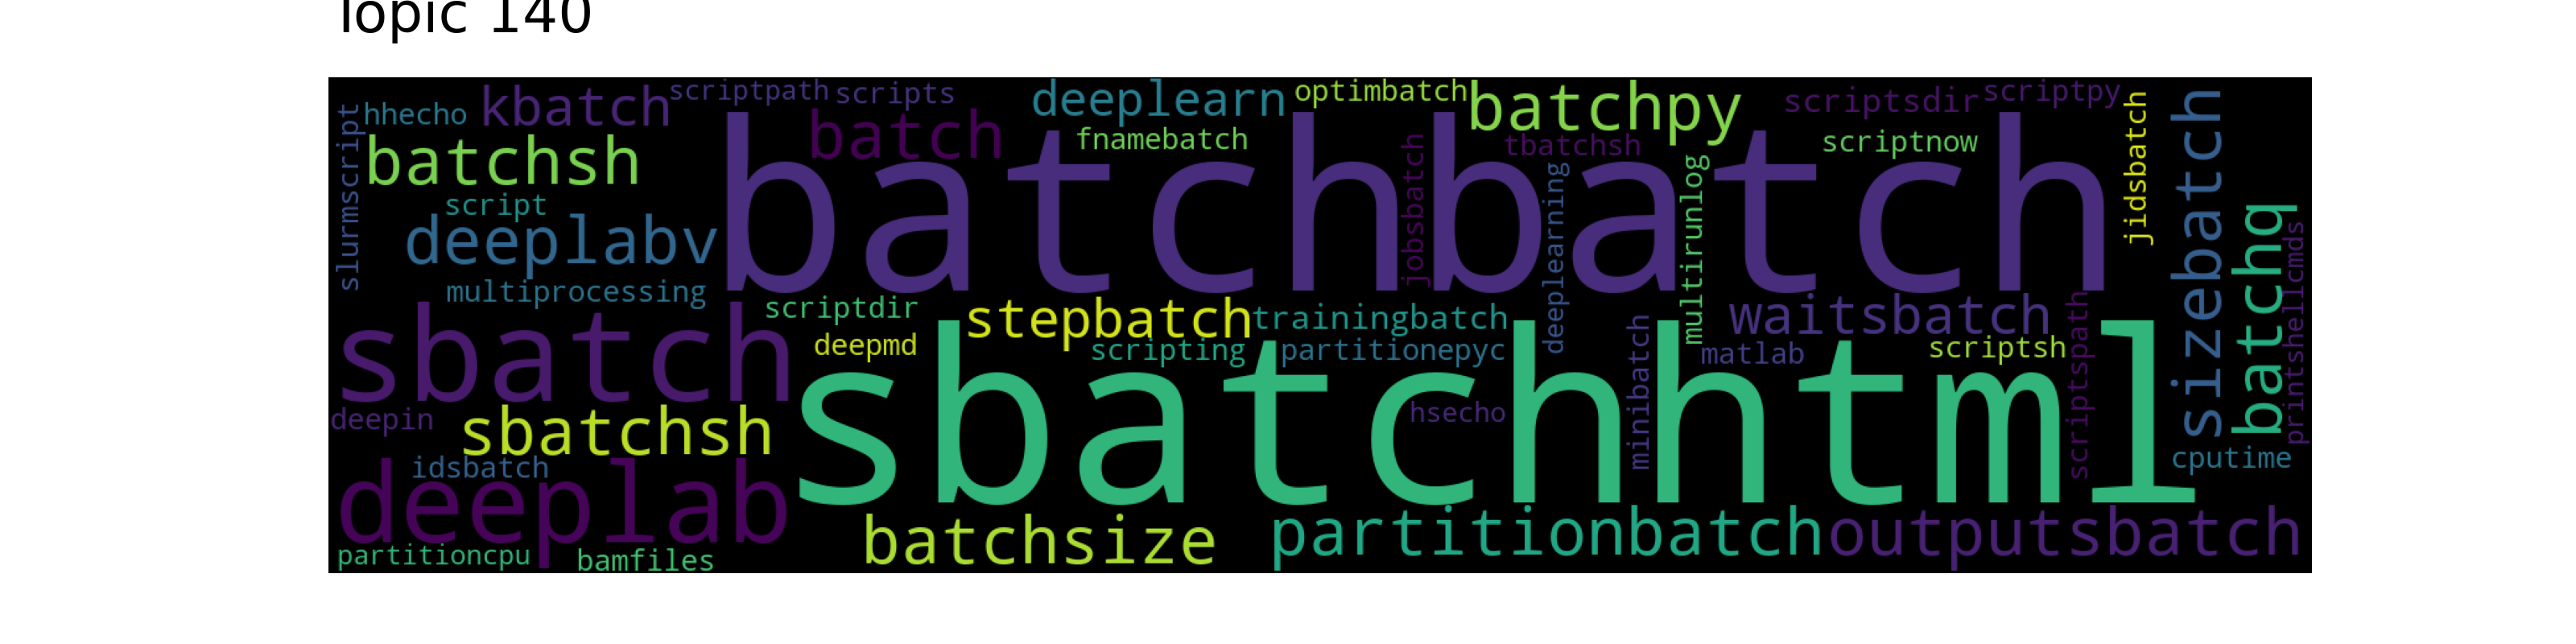 Topic 140
hhecho
kbatch
scriptpath
scripts
deeplearn
optimbatch
batchpy
scriptsdir
scriptpy
batch
fnamebatch
tbatchsh
scriptnow
slurmscript
batchsh
script
deeplabv
multiprocessing
batchbatch
jobsbatch
deeplearning
multirunlog
jidsbatch
sizebatch
batchq
printshellcmds
sbatch
scriptdir
deepmd
stepbatch
trainingbatch
scripting
partitionepyc
waitsbatch
matlab
scriptsh
scriptspath
minibatch
hsecho
sbatchhtml
cputime
deepin
sbatchsh
idsbatch
deeplab
partitioncpu
bamfiles
batchsize
partitionbatch
outputsbatch